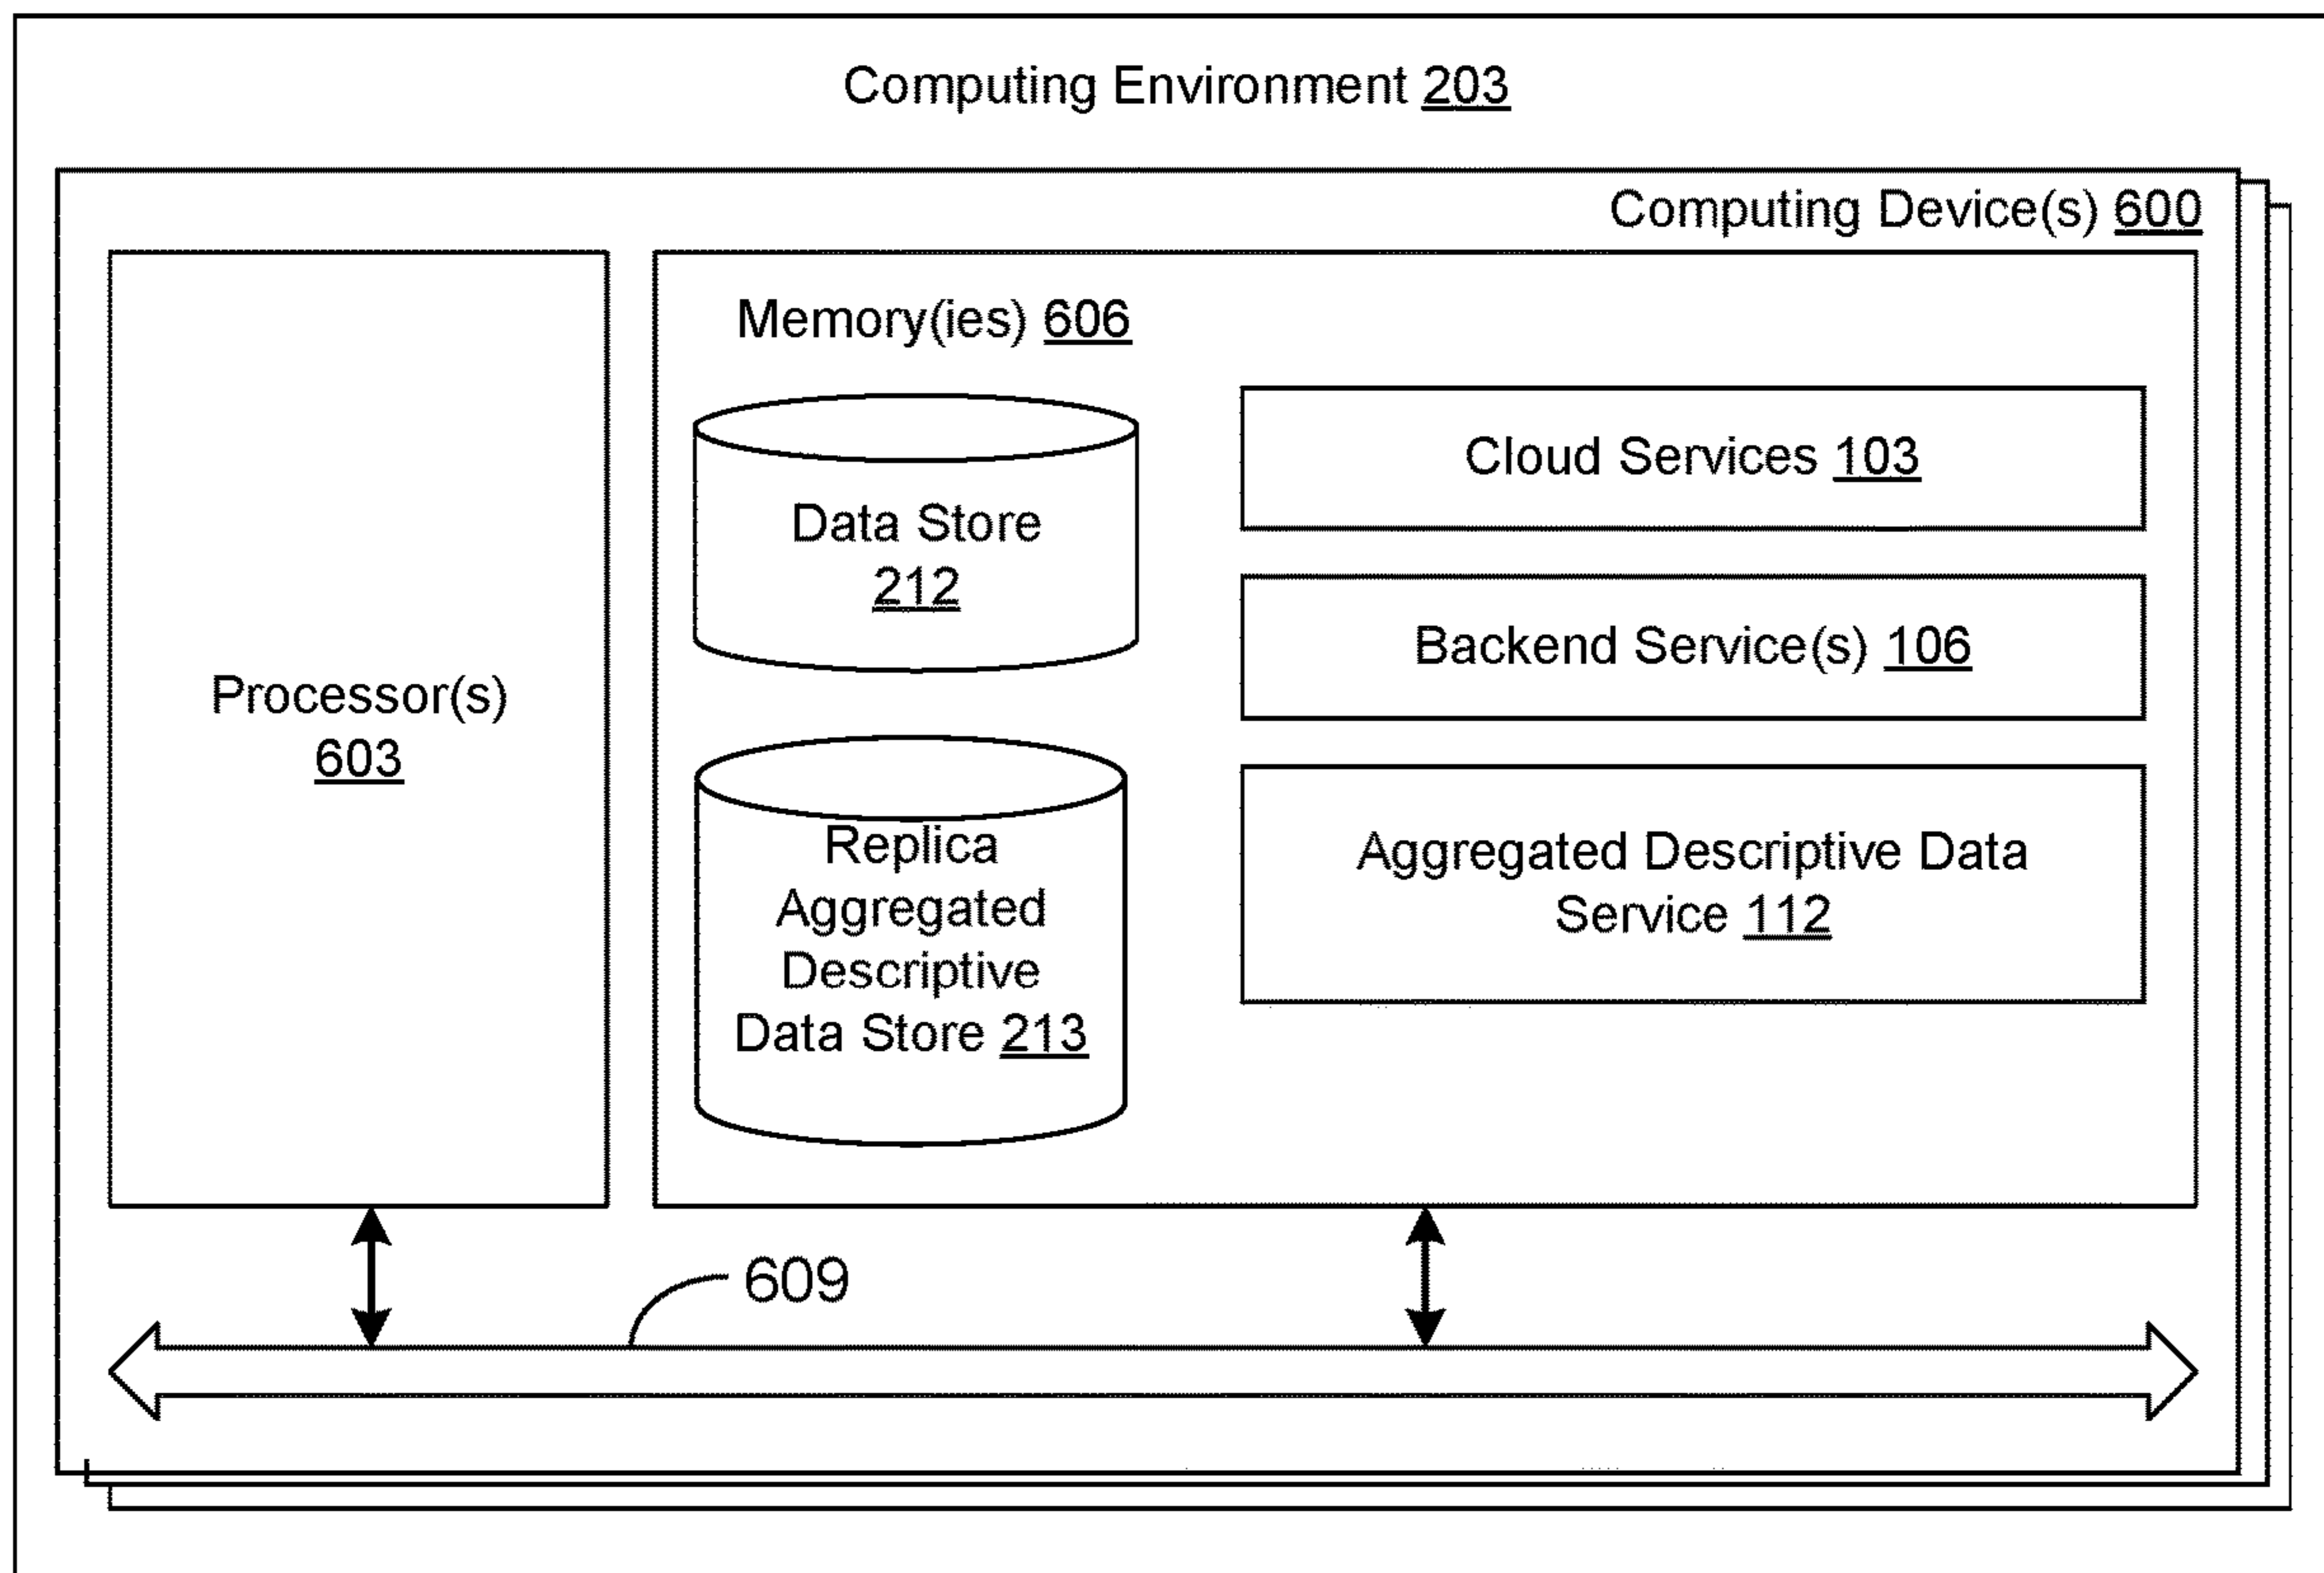 Computing Environment 203
Computing Device(s) 600
Processor(s)
603
Memory(ies) 606
Data Store
212
Replica
Aggregated
Descriptive
Data Store 213
Cloud Services 103
Backend Service(s) 106
Aggregated Descriptive Data
Service 112
609